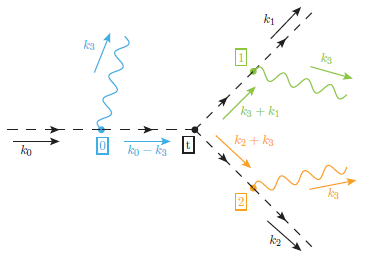 k₁
k₃
1
k₃
k₃ + k₁
k₀
0
k₀ − k₃
t
k₂ + k₃
2
k₃
k₂